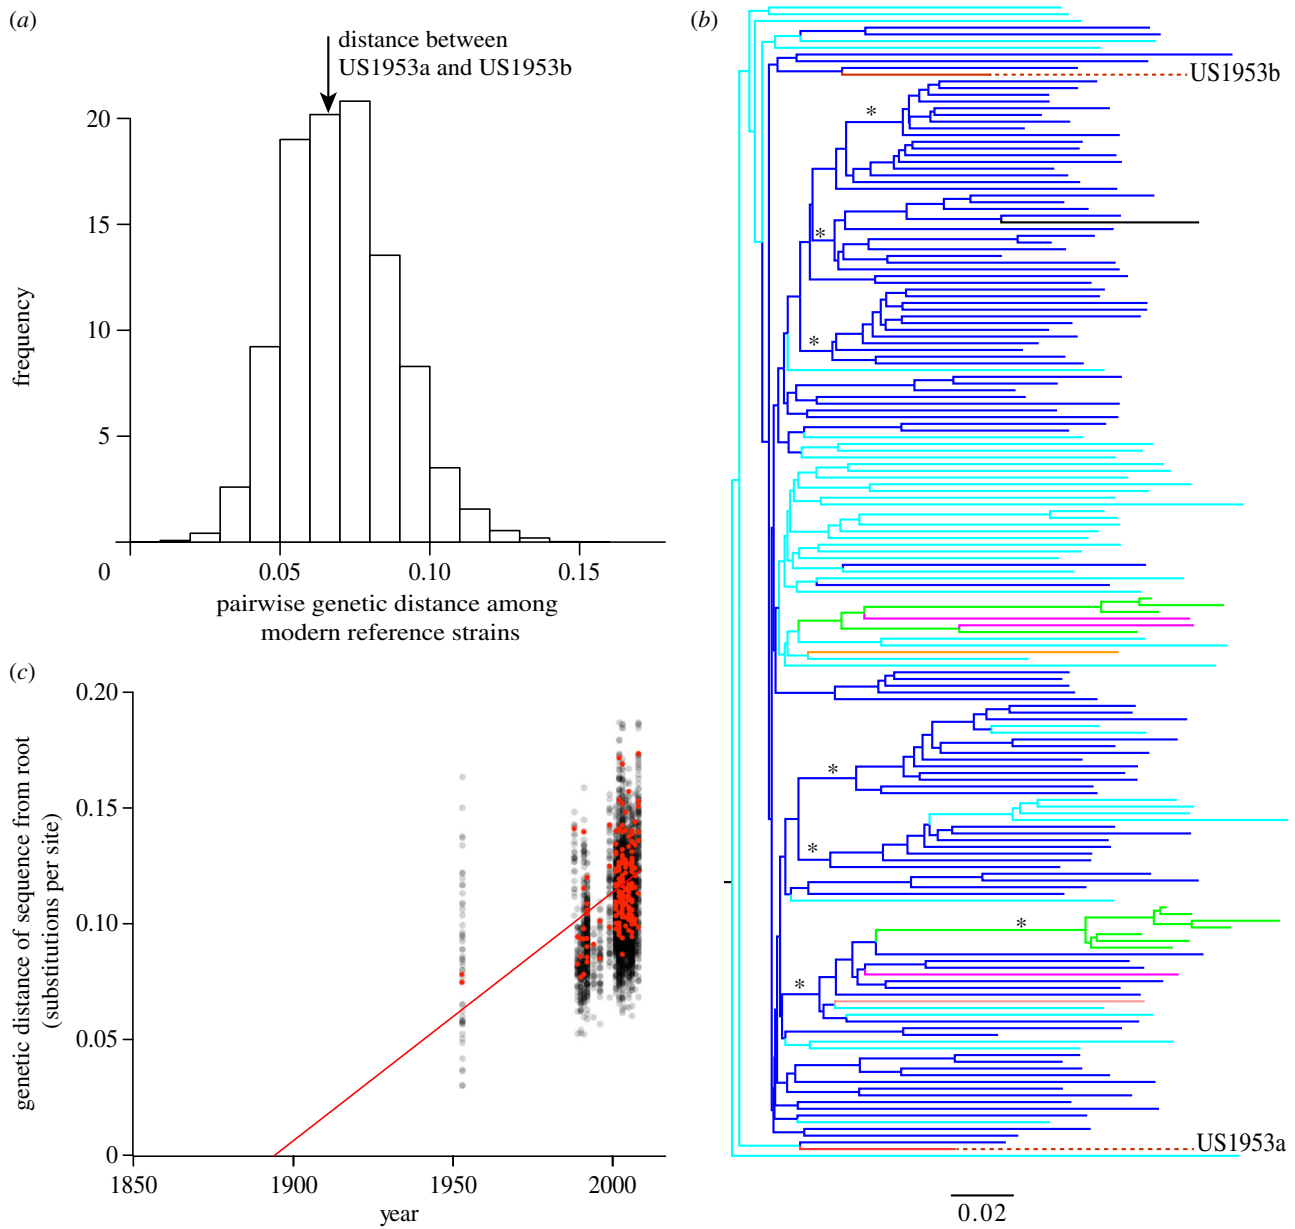 (a)
distance between
US1953a and US1953b
20
15
10
5
frequency
0
0.05
0.10
0.15
pairwise genetic distance among
modern reference strains
(b)
US1953b
*
*
*
*
*
*
*
US1953a
0.02
(c)
0.20
0.15
0.10
0.05
0
genetic distance of sequence from root
(substitutions per site)
1850
1900
1950
2000
year